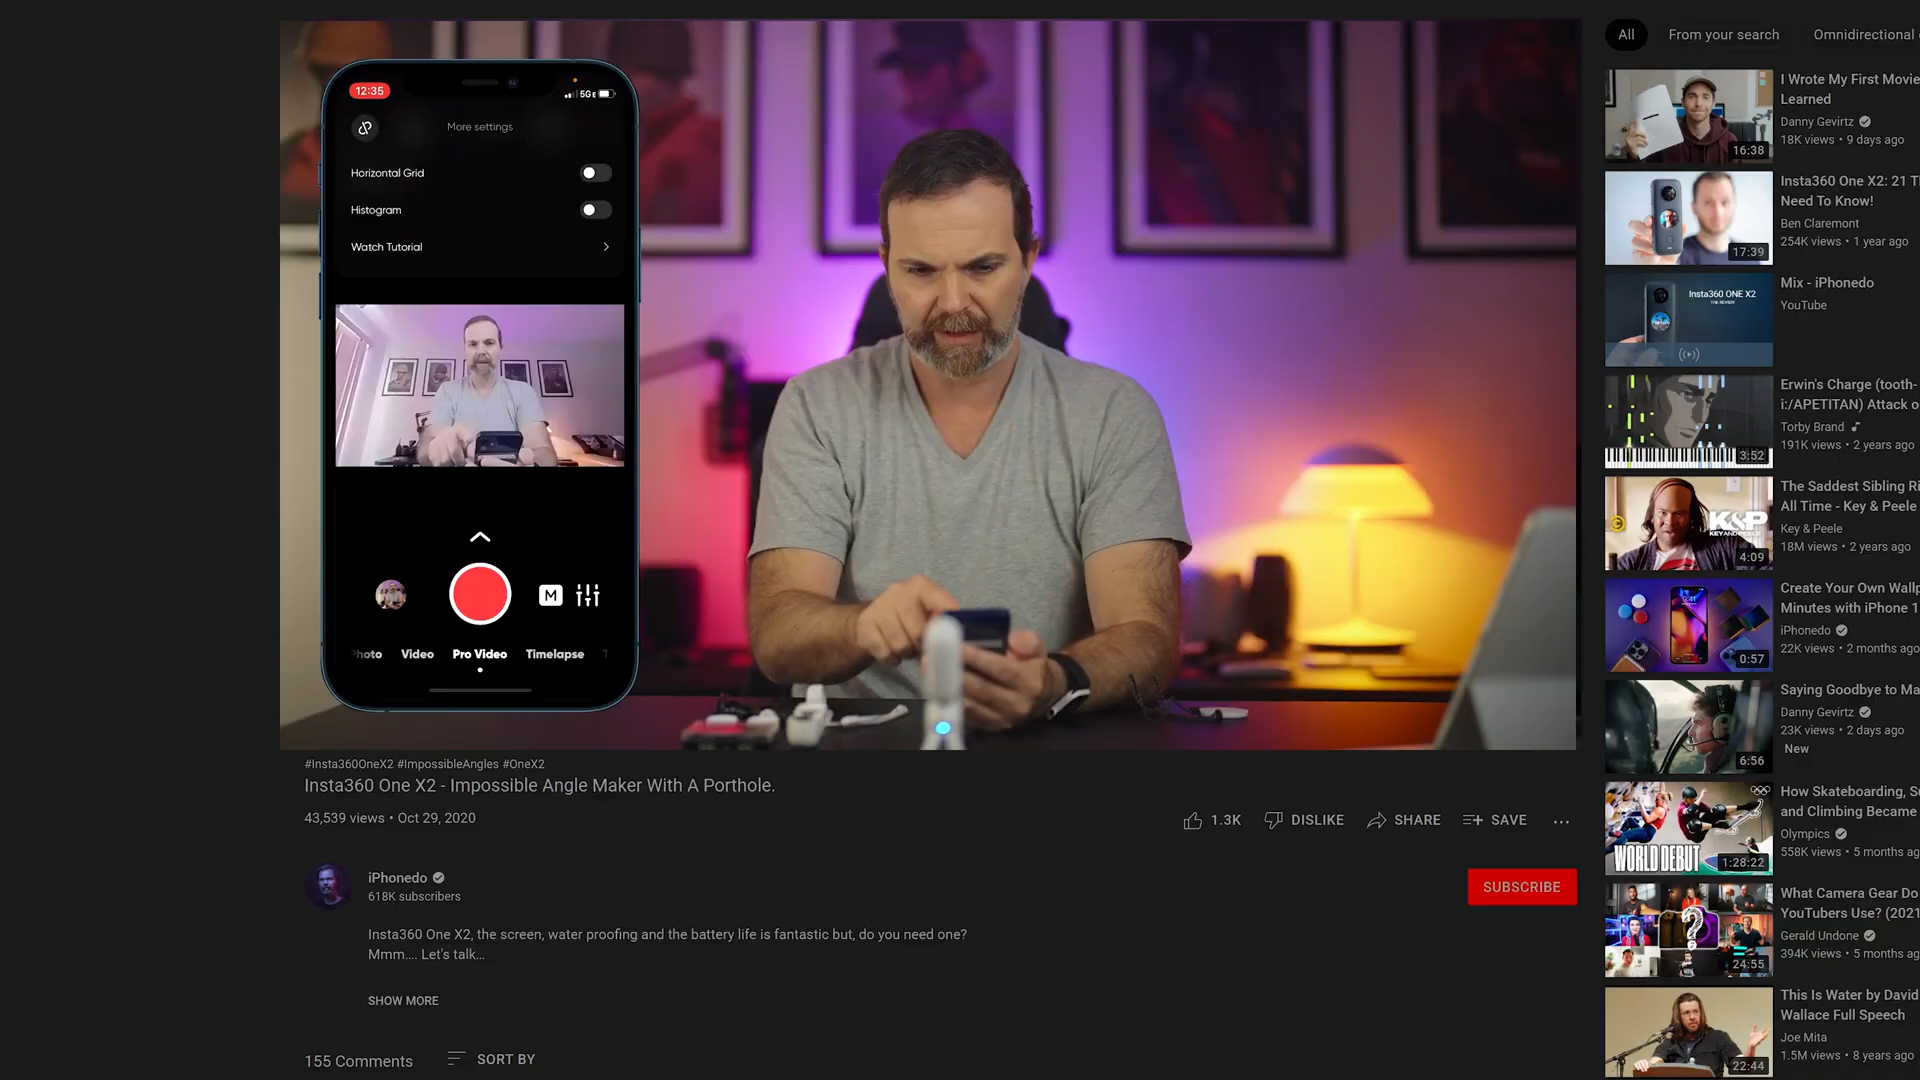 12:35
5GE
More settings
Horizontal Grid
Histogram
Watch Tutorial
M
hoto Video Pro Video Timelapse
#Insta360OneX2 #ImpossibleAngles #OneX2
Insta360 One X2 - Impossible Angle Maker With A Porthole.
43,539 views • Oct 29, 2020
1.3K DISLIKE SHARE SAVE ...
iPhonedo
618K subscribers
SUBSCRIBE
Insta360 One X2, the screen, water proofing and the battery life is fantastic but, do you need one?
Mmm.... Let's talk...
SHOW MORE
155 Comments SORT BY
All From your search Omnidirectional
I Wrote My First Movie
Learned
Danny Gevirtz
18K views • 9 days ago
16:38
Insta360 One X2: 21 T
Need To Know!
Ben Claremont
254K views • 1 year ago
17:39
Mix - iPhonedo
YouTube
Insta360 ONE X2
THE REVIEW
Erwin's Charge (tooth-
i:/APETITAN) Attack o
Torby Brand
191K views • 2 years ago
3:52
The Saddest Sibling Ri
All Time - Key & Peele
Key & Peele
18M views • 2 years ago
K&P
KEY AND PEELE
4:09
Create Your Own Wallp
Minutes with iPhone 1
iPhonedo
22K views • 2 months ago
9:41
0:57
Saying Goodbye to Ma
Danny Gevirtz
23K views • 2 days ago
New
6:56
How Skateboarding, Su
and Climbing Became
Olympics
558K views • 5 months ag
WORLD DEBUT
1:28:22
What Camera Gear Do
YouTubers Use? (2021
Gerald Undone
394K views • 5 months ag
?
24:55
This Is Water by David
Wallace Full Speech
Joe Mita
1.5M views • 8 years ago
22:44